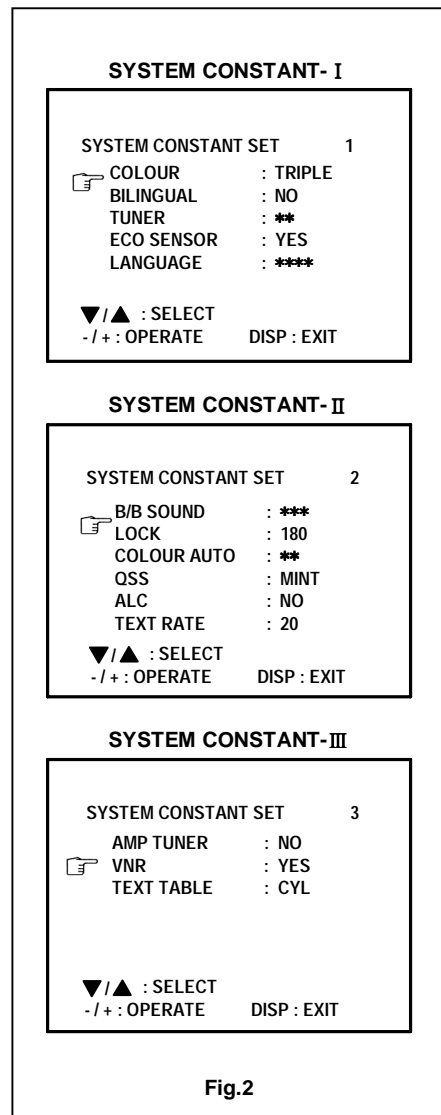 SYSTEM CONSTANT- Ⅰ
SYSTEM CONSTANT SET 1
COLOUR : TRIPLE
BILINGUAL : NO
TUNER : **
ECO SENSOR : YES
LANGUAGE : ****
▼/▲ : SELECT
- / + : OPERATE DISP : EXIT
SYSTEM CONSTANT- Ⅱ
SYSTEM CONSTANT SET 2
B/B SOUND : ***
LOCK : 180
COLOUR AUTO : **
QSS : MINT
ALC : NO
TEXT RATE : 20
▼/▲ : SELECT
- / + : OPERATE DISP : EXIT
SYSTEM CONSTANT- Ⅲ
SYSTEM CONSTANT SET 3
AMP TUNER : NO
VNR : YES
TEXT TABLE : CYL
▼/▲ : SELECT
- / + : OPERATE DISP : EXIT
Fig.2